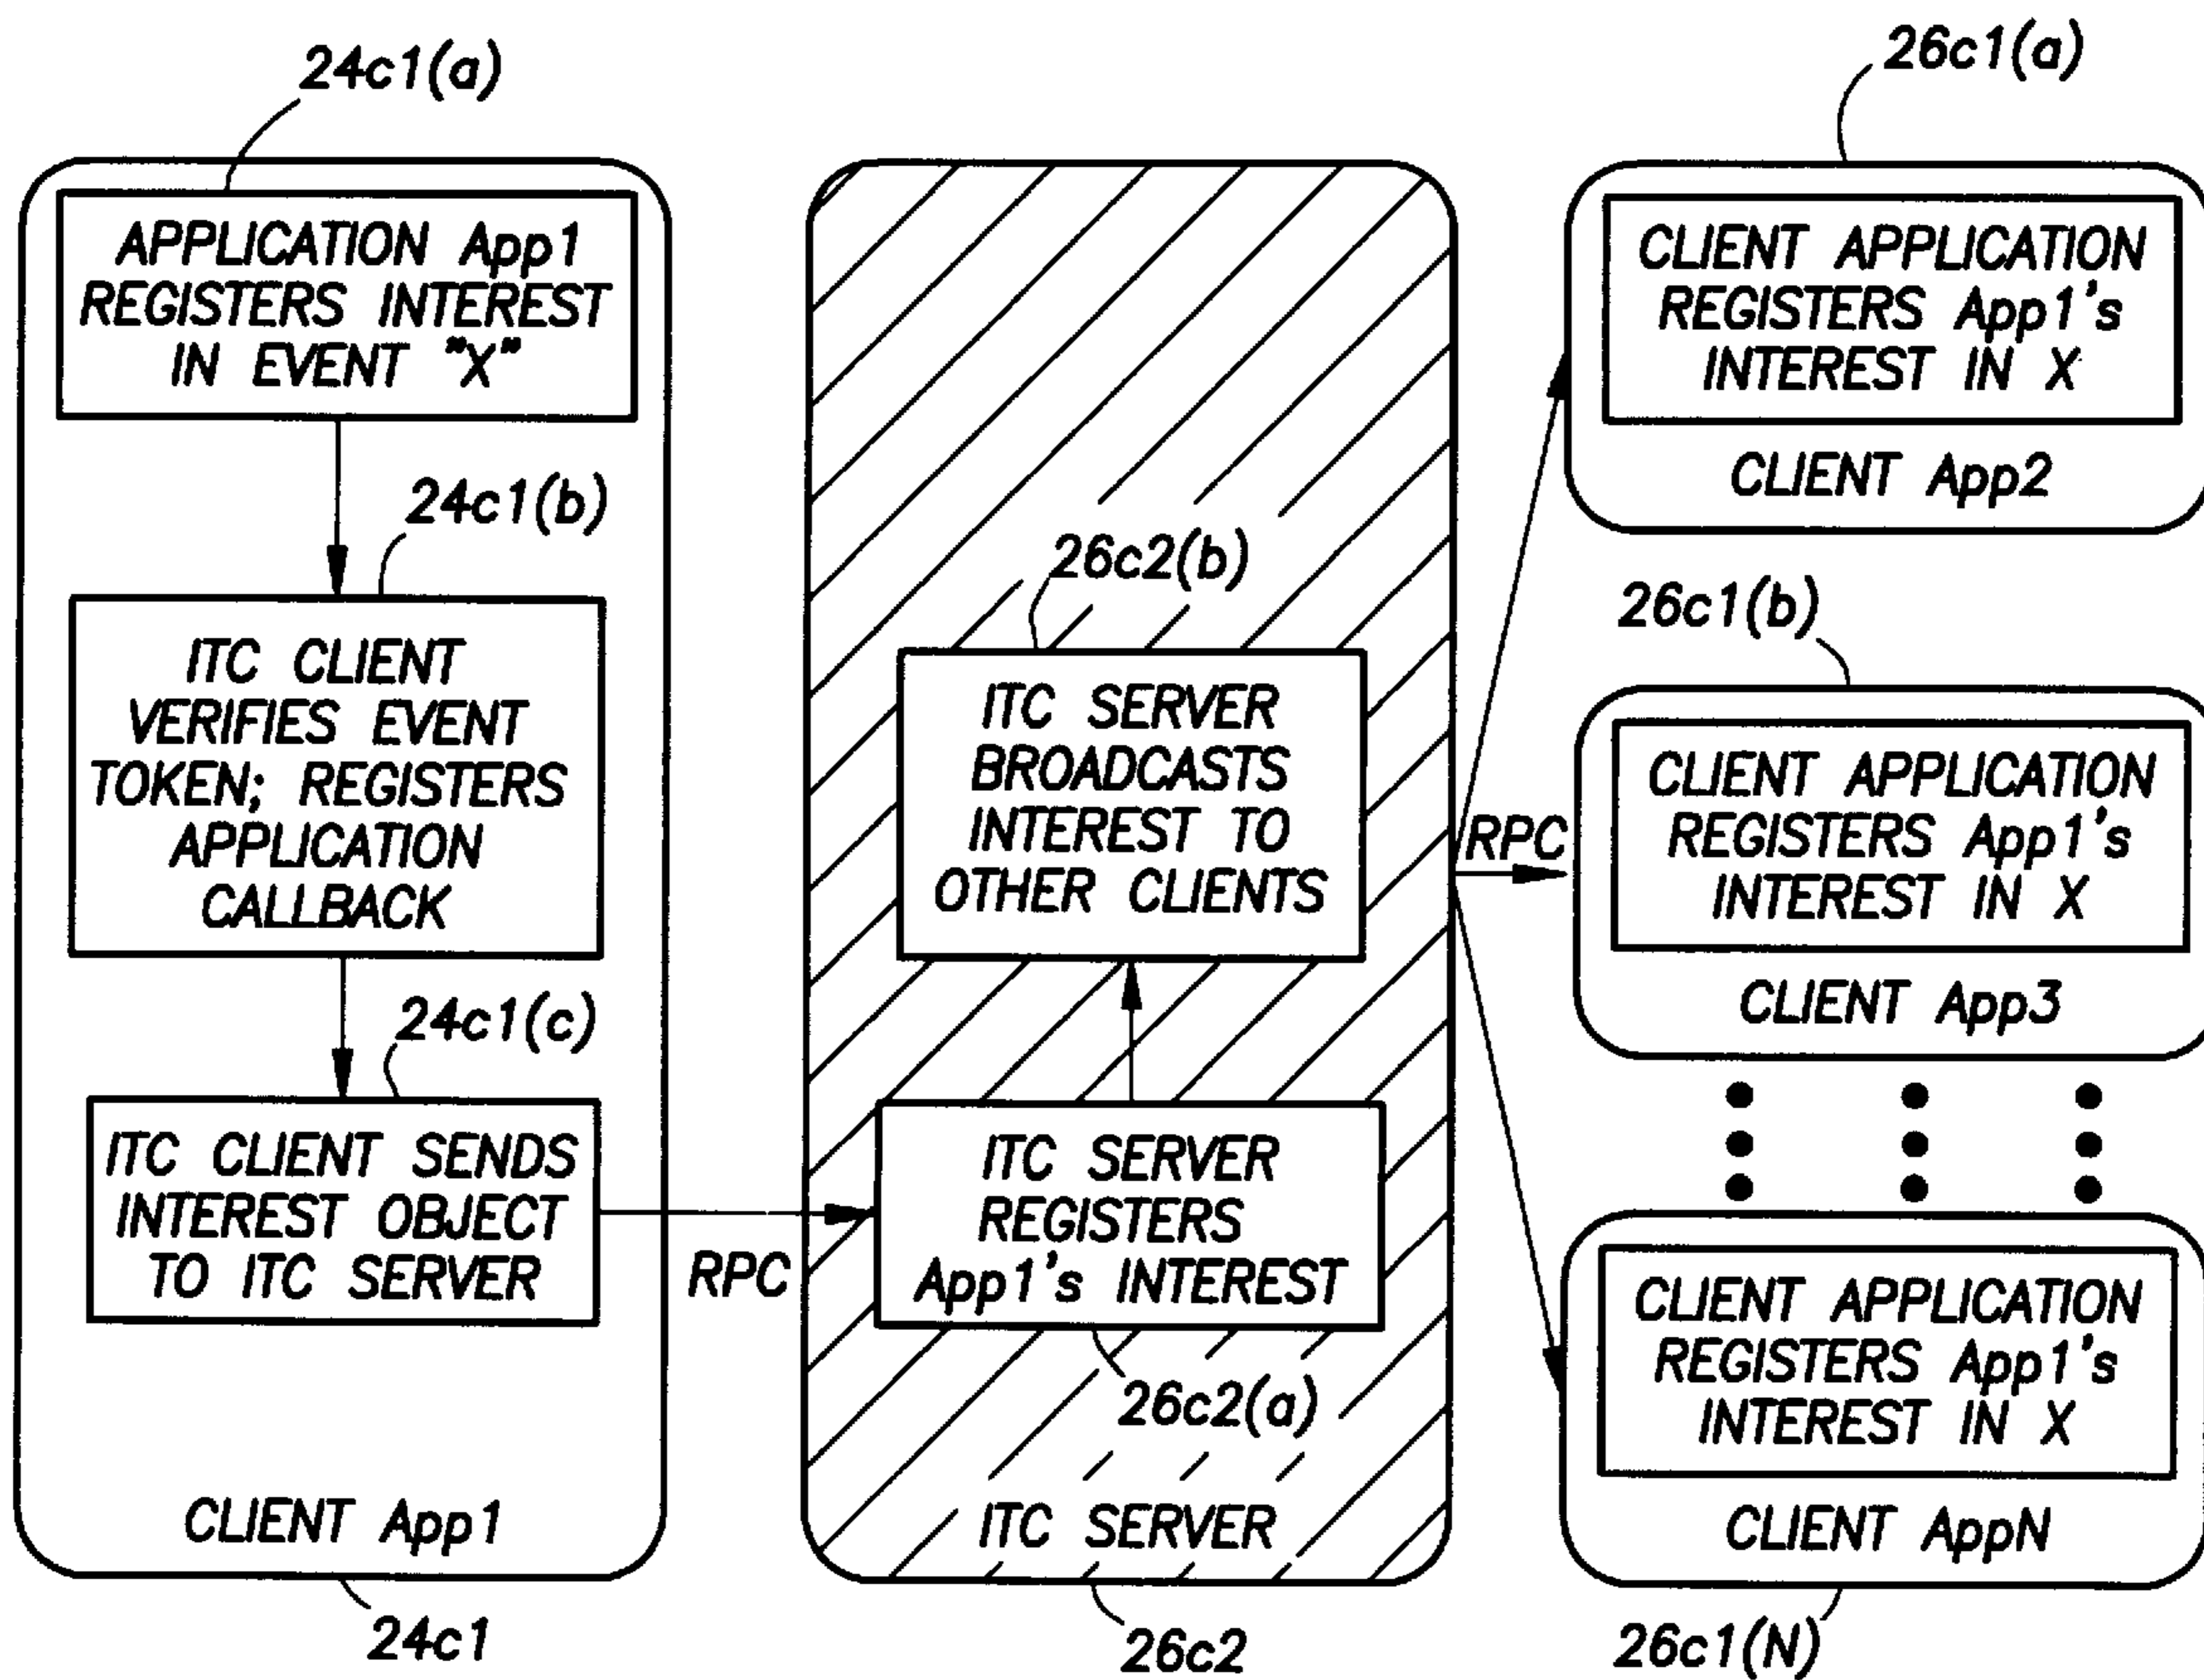 24c1(a)
APPLICATION App1
REGISTERS INTEREST
IN EVENT "X"
24c1(b)
ITC CLIENT
VERIFIES EVENT
TOKEN; REGISTERS
APPLICATION
CALLBACK
24c1(c)
ITC CLIENT SENDS
INTEREST OBJECT
TO ITC SERVER
CLIENT App1
24c1
RPC
26c2(b)
ITC SERVER
BROADCASTS
INTEREST TO
OTHER CLIENTS
ITC SERVER
REGISTERS
App1's INTEREST
26c2(a)
ITC SERVER
26c2
RPC
26c1(a)
CLIENT APPLICATION
REGISTERS App1's
INTEREST IN X
CLIENT App2
26c1(b)
CLIENT APPLICATION
REGISTERS App1's
INTEREST IN X
CLIENT App3
CLIENT APPLICATION
REGISTERS App1's
INTEREST IN X
CLIENT AppN
26c1(N)